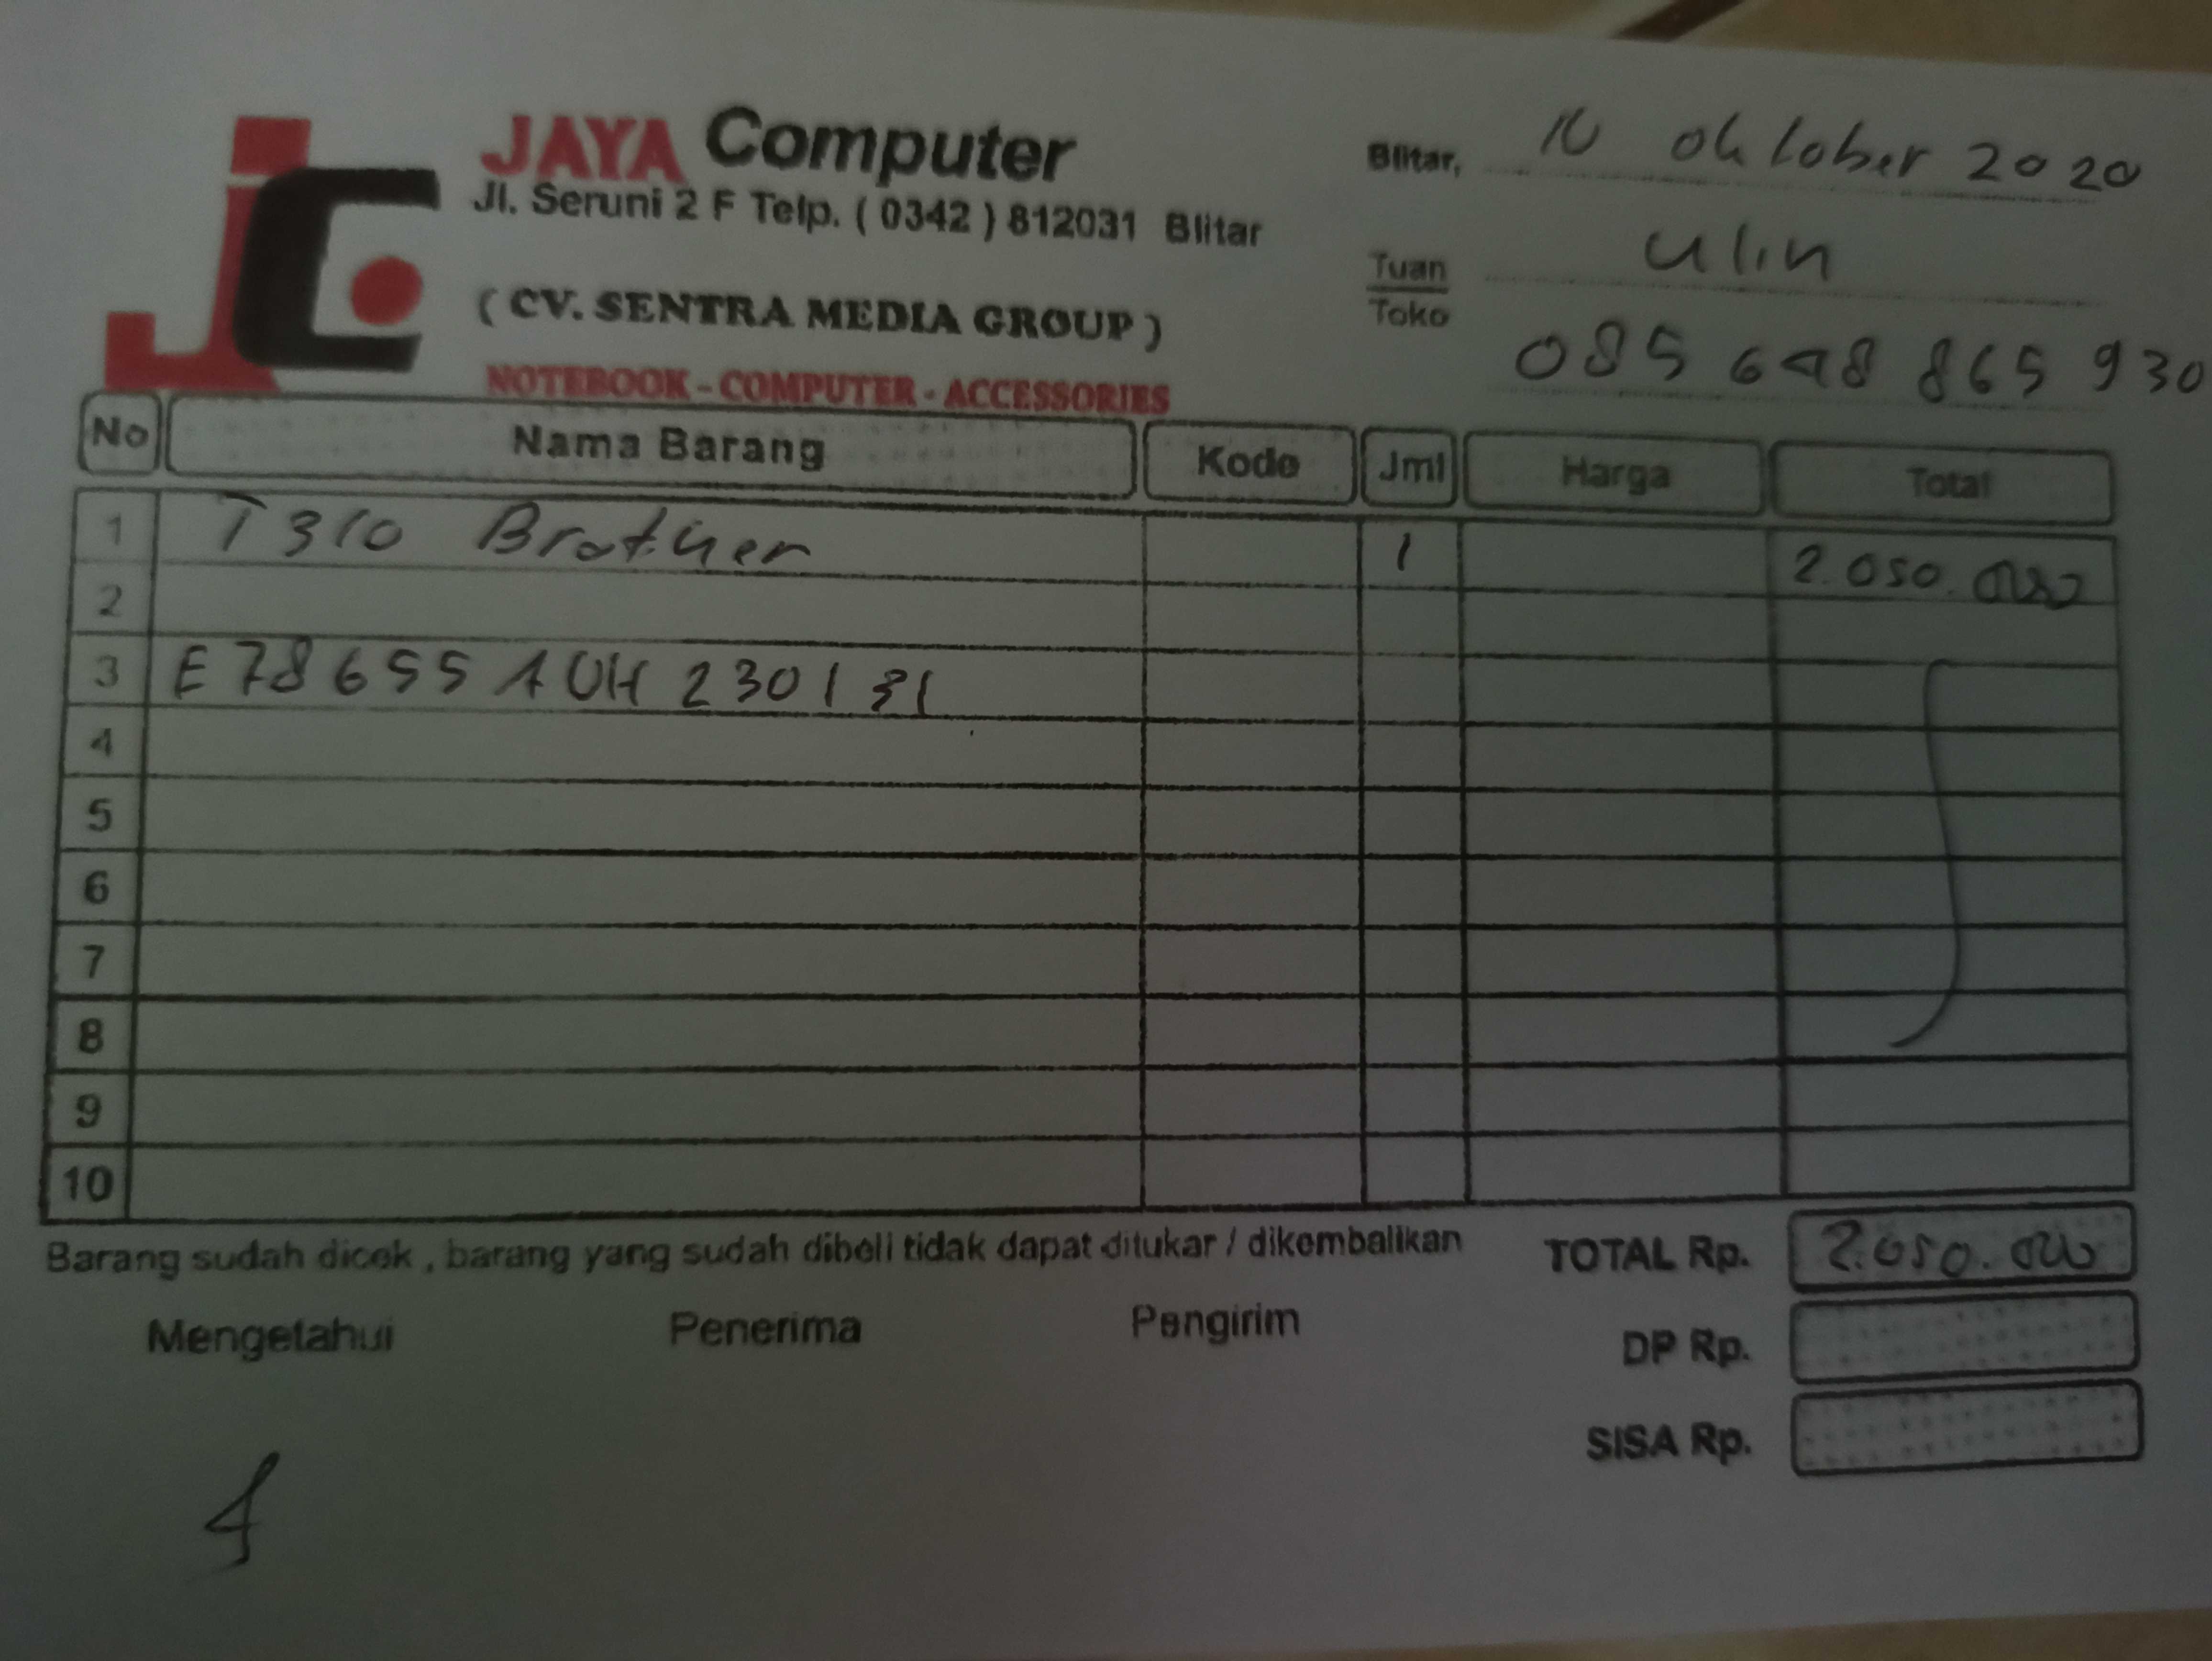 JAYA Computer
Jl. Seruni 2 F Telp. ( 0342 ) 812031 Blitar
( CV. SENTRA MEDIA GROUP )
NOTEBOOK - COMPUTER - ACCESSORIES
Blitar, 10 oktober 2020
Tuan
Toko
Ulin
085 648 865 930
No Nama Barang Kode Jml Harga Total
1 T310 Brother 1 2.050.000
2
3 E78655 A0H 230131
4
5
6
7
8
9
10
Barang sudah dicek , barang yang sudah dibeli tidak dapat ditukar / dikembalikan
TOTAL Rp. 2.050.000
Mengetahui Penerima Pengirim
DP Rp.
SISA Rp.